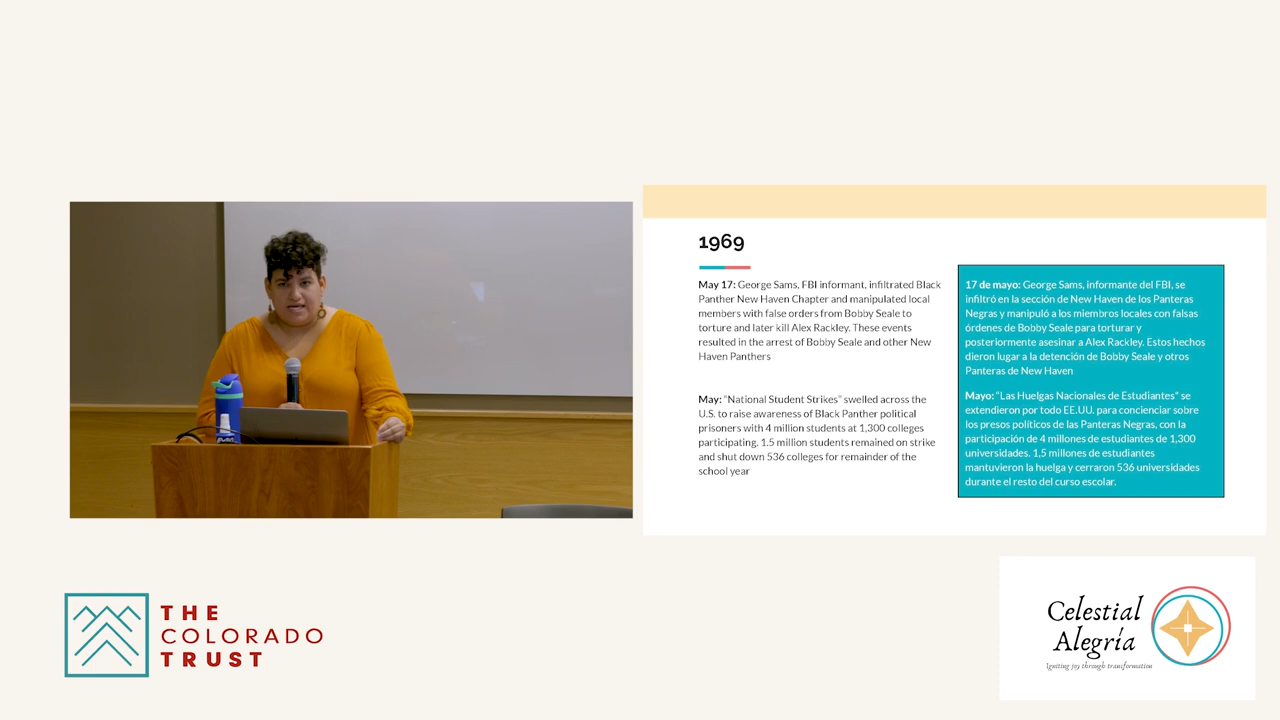 1969
May 17: George Sams, FBI informant, infiltrated Black
Panther New Haven Chapter and manipulated local
members with false orders from Bobby Seale to
torture and later kill Alex Rackley. These events
resulted in the arrest of Bobby Seale and other New
Haven Panthers
May: “National Student Strikes” swelled across the
U.S. to raise awareness of Black Panther political
prisoners with 4 million students at 1,300 colleges
participating. 1.5 million students remained on strike
and shut down 536 colleges for remainder of the
school year
17 de mayo: George Sams, informante del FBI, se
infiltró en la sección de New Haven de los Panteras
Negras y manipuló a los miembros locales con falsas
órdenes de Bobby Seale para torturar y
posteriormente asesinar a Alex Rackley. Estos hechos
dieron lugar a la detención de Bobby Seale y otros
Panteras de New Haven
Mayo: “Las Huelgas Nacionales de Estudiantes” se
extendieron por todo EE.UU. para concienciar sobre
los presos políticos de las Panteras Negras, con la
participación de 4 millones de estudiantes de 1,300
universidades. 1,5 millones de estudiantes
mantuvieron la huelga y cerraron 536 universidades
durante el resto del curso escolar.
THE
COLORADO
TRUST
Celestial
Alegría
Igniting joy through transformation